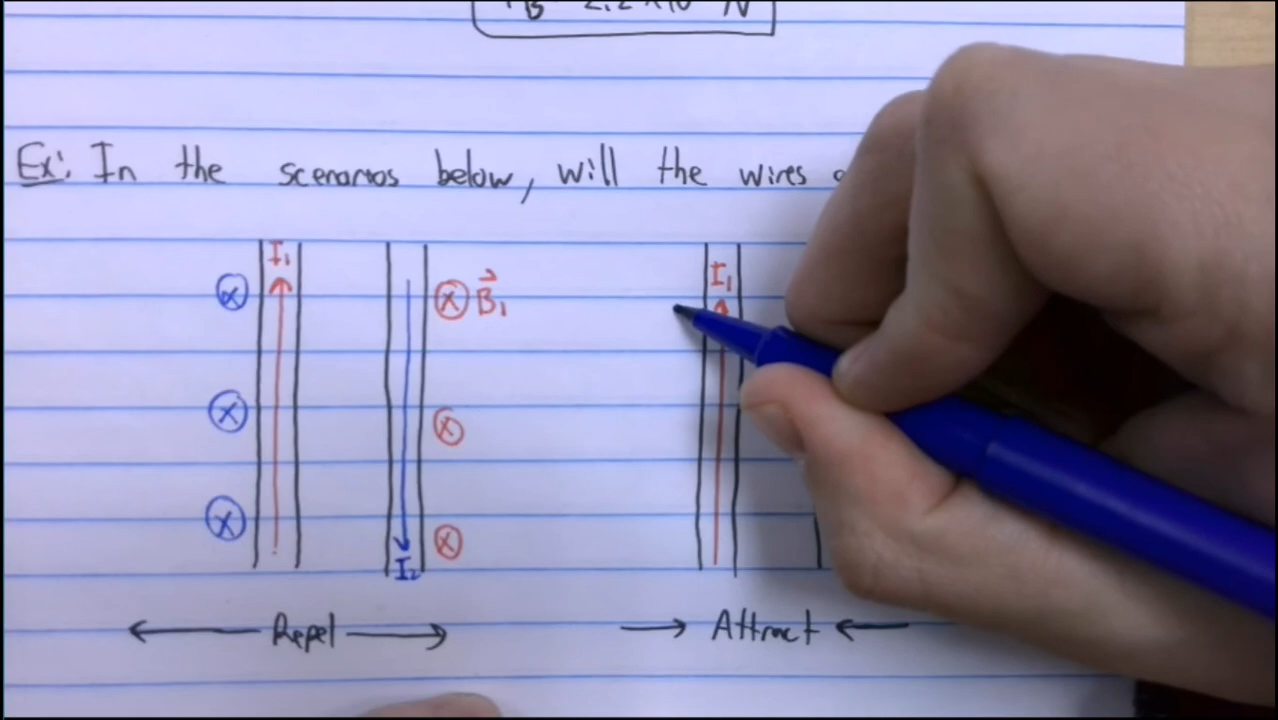 Ex: In the scenarios below, will the wires
I₁
I₁
B⃗₁
I₂
← Repel → → Attract ←